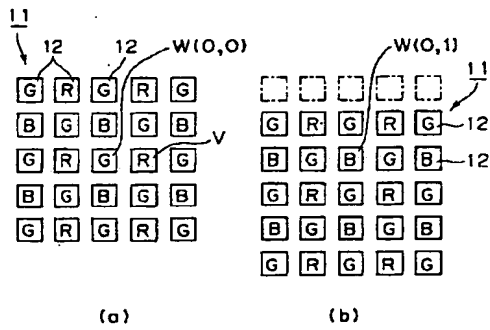 11
12 12 W(0,0)
G R G R G
B G B G B
G R G R G V
B G B G B
G R G R G
(a)
W(0,1)
11
G R G R G 12
B G B G B 12
G R G R G
B G B G B
G R G R G
(b)